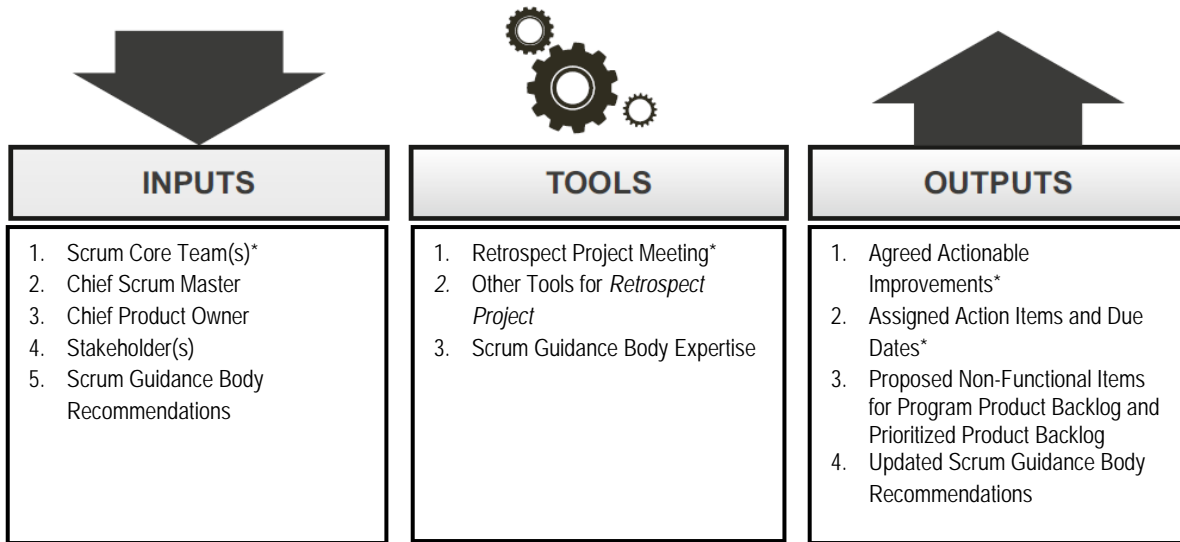 INPUTS
1. Scrum Core Team(s)*
2. Chief Scrum Master
3. Chief Product Owner
4. Stakeholder(s)
5. Scrum Guidance Body
Recommendations
TOOLS
1. Retrospect Project Meeting*
2. Other Tools for Retrospect
Project
3. Scrum Guidance Body Expertise
OUTPUTS
1. Agreed Actionable
Improvements*
2. Assigned Action Items and Due
Dates*
3. Proposed Non-Functional Items
for Program Product Backlog and
Prioritized Product Backlog
4. Updated Scrum Guidance Body
Recommendations